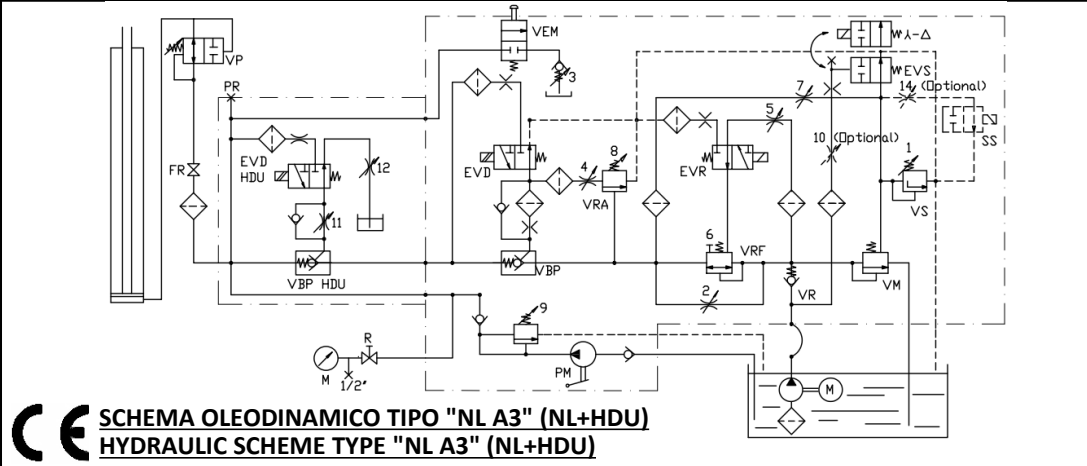 VP
VEM
⅄-Δ
EVS
PR
3
7
14 (Optional)
5
10 (Optional)
SS
EVD
HDU
12
FR
EVD
4
8
VRA
EVR
1
VS
11
6
VRF
VBP HDU
VBP
2
VR
VM
9
R
M
1/2"
PM
M
CE
SCHEMA OLEODINAMICO TIPO "NL A3" (NL+HDU)
HYDRAULIC SCHEME TYPE "NL A3" (NL+HDU)